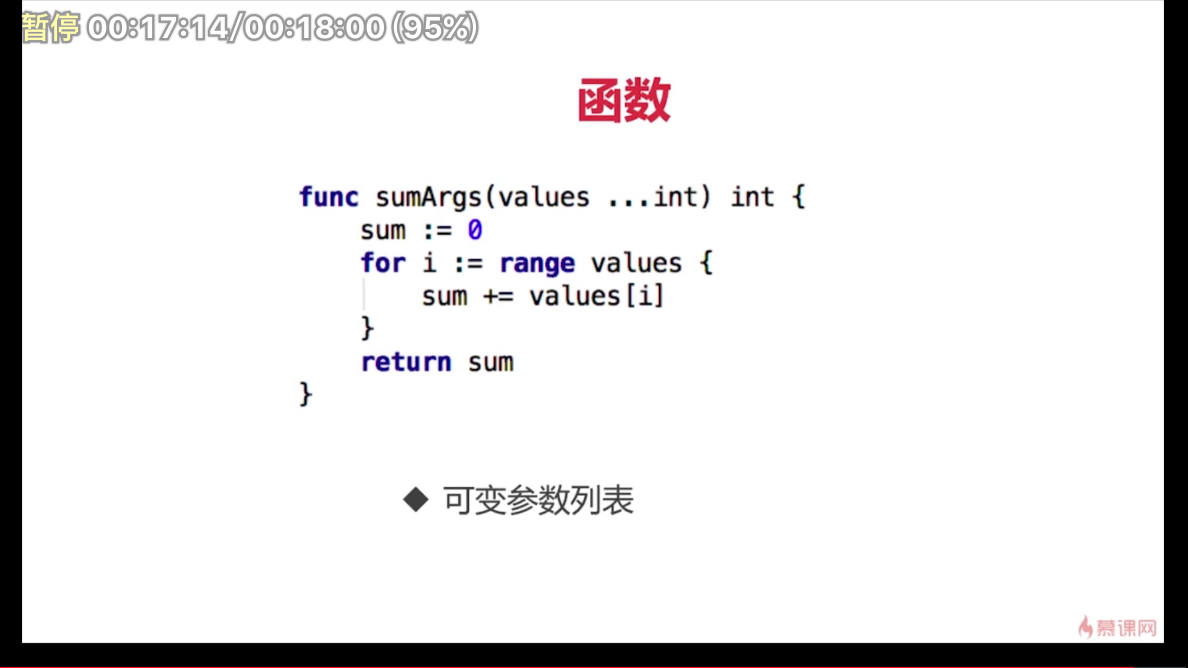 暂停 00:17:14/00:18:00(95%)
函数
func sumArgs(values ...int) int {
    sum := 0
    for i := range values {
        sum += values[i]
    }
    return sum
}
◆ 可变参数列表
慕课网